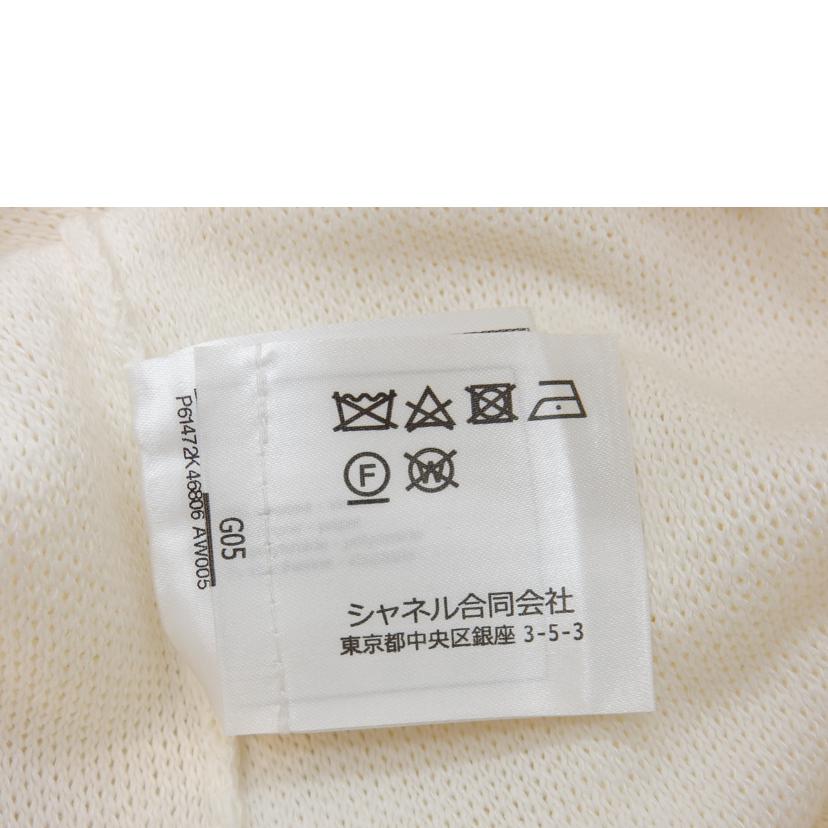 P61472K46806 AW005
G05
F
W
シャネル合同会社
東京都中央区銀座 3-5-3